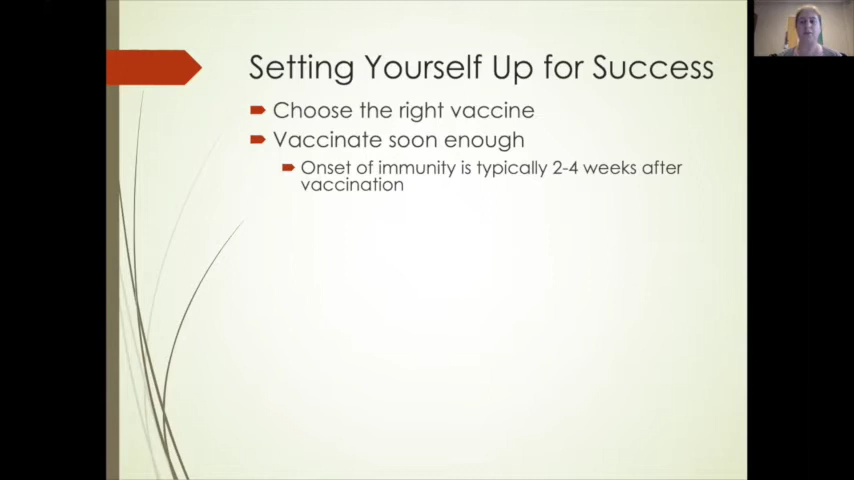 Setting Yourself Up for Success
Choose the right vaccine
Vaccinate soon enough
Onset of immunity is typically 2-4 weeks after
vaccination